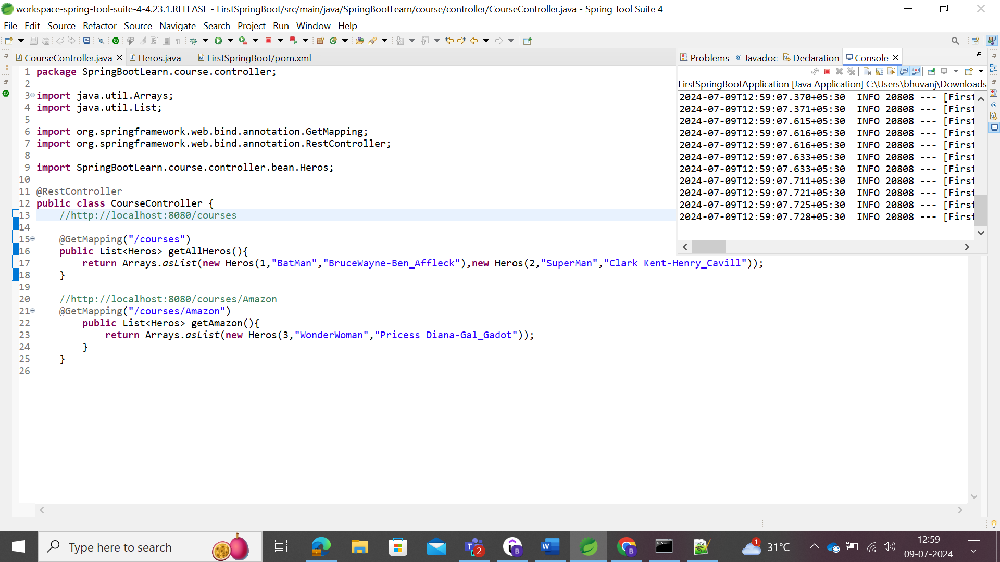 workspace-spring-tool-suite-4-4.23.1.RELEASE - FirstSpringBoot/src/main/java/SpringBootLearn/course/controller/CourseController.java - Spring Tool Suite 4
File Edit Source Refactor Source Navigate Search Project Run Window Help
CourseController.java Heros.java FirstSpringBoot/pom.xml
1 package SpringBootLearn.course.controller;
2
3 import java.util.Arrays;
4 import java.util.List;
5
6 import org.springframework.web.bind.annotation.GetMapping;
7 import org.springframework.web.bind.annotation.RestController;
8
9 import SpringBootLearn.course.controller.bean.Heros;
10
11 @RestController
12 public class CourseController {
13 //http://localhost:8080/courses
14
15 @GetMapping("/courses")
16 public List<Heros> getAllHeros(){
17 return Arrays.asList(new Heros(1,"BatMan","BruceWayne-Ben_Affleck"),new Heros(2,"SuperMan","Clark Kent-Henry_Cavill"));
18 }
19
20 //http://localhost:8080/courses/Amazon
21 @GetMapping("/courses/Amazon")
22 public List<Heros> getAmazon(){
23 return Arrays.asList(new Heros(3,"WonderWoman","Pricess Diana-Gal_Gadot"));
24 }
25 }
26
Problems @ Javadoc Declaration Console
FirstSpringBootApplication [Java Application] C:\Users\bhuvanj\Downloads\
2024-07-09T12:59:07.370+05:30 INFO 20808 --- [First
2024-07-09T12:59:07.371+05:30 INFO 20808 --- [First
2024-07-09T12:59:07.615+05:30 INFO 20808 --- [First
2024-07-09T12:59:07.616+05:30 INFO 20808 --- [First
2024-07-09T12:59:07.616+05:30 INFO 20808 --- [First
2024-07-09T12:59:07.633+05:30 INFO 20808 --- [First
2024-07-09T12:59:07.633+05:30 INFO 20808 --- [First
2024-07-09T12:59:07.711+05:30 INFO 20808 --- [First
2024-07-09T12:59:07.721+05:30 INFO 20808 --- [First
2024-07-09T12:59:07.725+05:30 INFO 20808 --- [First
2024-07-09T12:59:07.728+05:30 INFO 20808 --- [First
Type here to search
2
B
W
B
1
31°C
12:59
09-07-2024